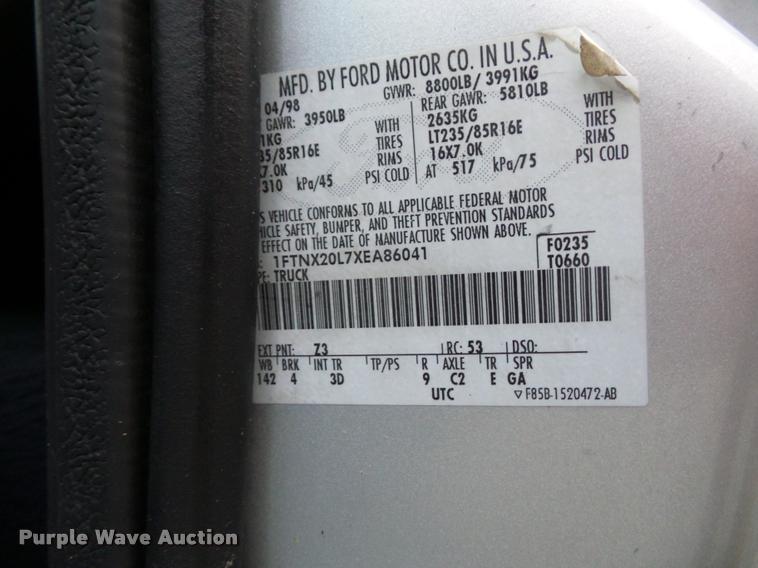 MFD. BY FORD MOTOR CO. IN U.S.A.
04/98 GVWR: 8800LB/ 3991KG
GAWR: 3950LB REAR GAWR: 5810LB
1KG WITH 2635KG WITH
35/85R16E TIRES LT235/85R16E TIRES
7.0K RIMS 16X7.0K RIMS
310 kPa/45 PSI COLD AT 517 kPa/75 PSI COLD
S VEHICLE CONFORMS TO ALL APPLICABLE FEDERAL MOTOR
HICLE SAFETY, BUMPER, AND THEFT PREVENTION STANDARDS
EFFECT ON THE DATE OF MANUFACTURE SHOWN ABOVE.
1FTNX20L7XEA86041 F0235
PE: TRUCK T0660
EXT PNT: Z3 RC: 53 DSO:
WB BRK INT TR TP/PS R AXLE TR SPR
142 4 3D 9 C2 E GA
UTC ▽F85B-1520472-AB
Purple Wave Auction